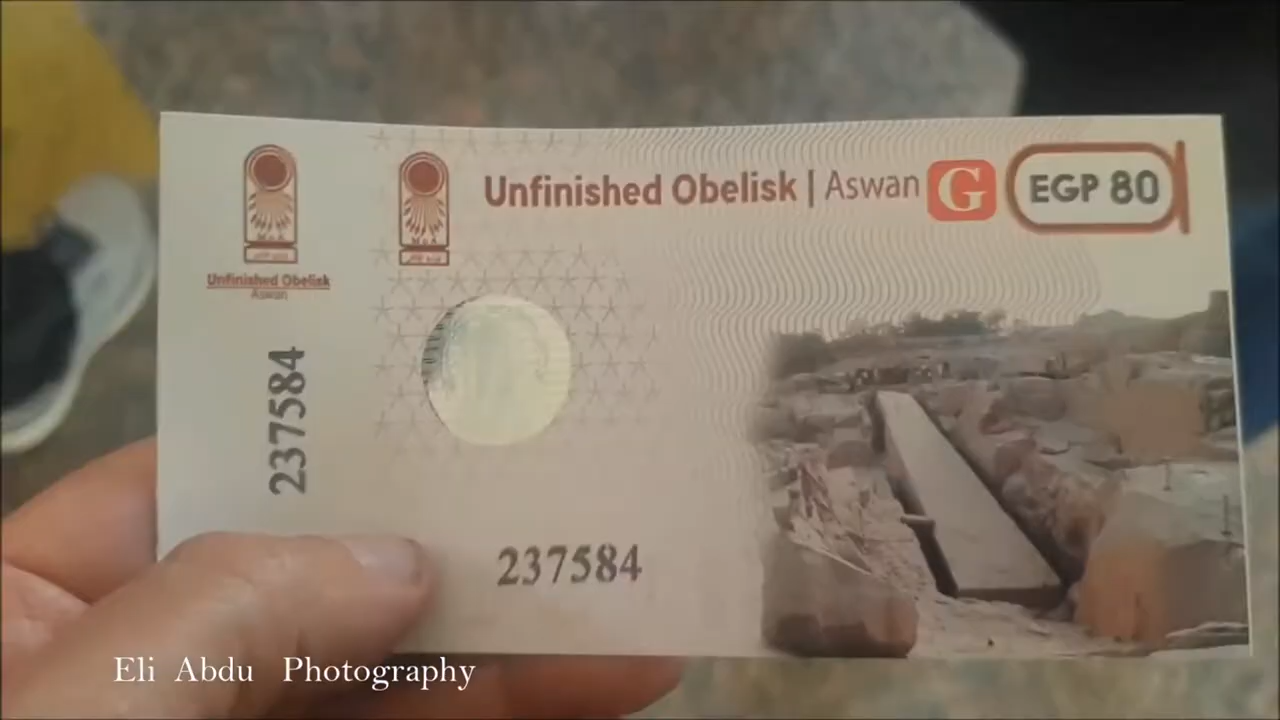 Unfinished Obelisk | Aswan G EGP 80
Unfinished Obelisk
Aswan
237584
237584
Eli Abdu Photography